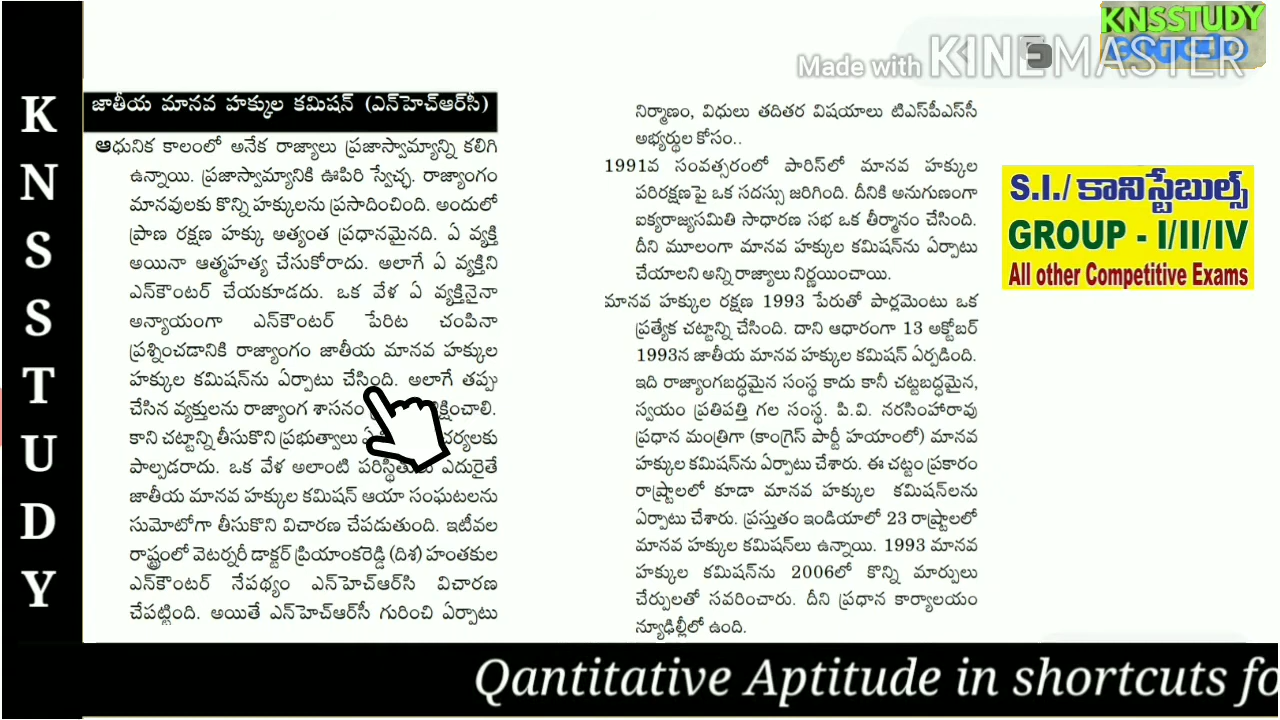 KNSSTUDY
Made with KINEMASTER
KNSSTUDY
జాతీయ మానవ హక్కుల కమిషన్ (ఎన్‌హెచ్‌ఆర్‌సీ)
ఆధునిక కాలంలో అనేక రాజ్యాలు ప్రజాస్వామ్యాన్ని కలిగి
ఉన్నాయి. ప్రజాస్వామ్యానికి ఊపిరి స్వేచ్ఛ. రాజ్యాంగం
మానవులకు కొన్ని హక్కులను ప్రసాదించింది. అందులో
ప్రాణ రక్షణ హక్కు అత్యంత ప్రధానమైనది. ఏ వ్యక్తి
అయినా ఆత్మహత్య చేసుకోరాదు. అలాగే ఏ వ్యక్తిని
ఎన్‌కౌంటర్ చేయకూడదు. ఒక వేళ ఏ వ్యక్తినైనా
అన్యాయంగా ఎన్‌కౌంటర్ పేరిట చంపినా
ప్రశ్నించడానికి రాజ్యాంగం జాతీయ మానవ హక్కుల
హక్కుల కమిషన్‌ను ఏర్పాటు చేసింది. అలాగే తప్పు
చేసిన వ్యక్తులను రాజ్యాంగ శాసనం
కాని చట్టాన్ని తీసుకొని ప్రభుత్వాలు
పాల్పడరాదు. ఒక వేళ అలాంటి పరిస్థితులు ఎదురైతే
జాతీయ మానవ హక్కుల కమిషన్ ఆయా సంఘటలను
సుమోటోగా తీసుకొని విచారణ చేపడుతుంది. ఇటీవల
రాష్ట్రంలో వెటర్నరీ డాక్టర్ ప్రియాంకరెడ్డి (దిశ) హంతకుల
ఎన్‌కౌంటర్ నేపథ్యం ఎన్‌హెచ్‌ఆర్‌సి విచారణ
చేపట్టింది. అయితే ఎన్‌హెచ్‌ఆర్‌సీ గురించి ఏర్పాటు
నిర్మాణం, విధులు తదితర విషయాలు టిఎస్‌పీఎస్‌సీ
అభ్యర్థుల కోసం..
1991వ సంవత్సరంలో పారిస్‌లో మానవ హక్కుల
పరిరక్షణపై ఒక సదస్సు జరిగింది. దీనికి అనుగుణంగా
ఐక్యరాజ్యసమితి సాధారణ సభ ఒక తీర్మానం చేసింది.
దీని మూలంగా మానవ హక్కుల కమిషన్‌ను ఏర్పాటు
చేయాలని అన్ని రాజ్యాలు నిర్ణయించాయి.
మానవ హక్కుల రక్షణ 1993 పేరుతో పార్లమెంటు ఒక
ప్రత్యేక చట్టాన్ని చేసింది. దాని ఆధారంగా 13 అక్టోబర్
1993న జాతీయ మానవ హక్కుల కమిషన్ ఏర్పడింది.
ఇది రాజ్యాంగబద్ధమైన సంస్థ కాదు కానీ చట్టబద్ధమైన,
స్వయం ప్రతిపత్తి గల సంస్థ. పి.వి. నరసింహారావు
ప్రధాన మంత్రిగా (కాంగ్రెస్ పార్టీ హయాంలో) మానవ
హక్కుల కమిషన్‌ను ఏర్పాటు చేశారు. ఈ చట్టం ప్రకారం
రాష్ట్రాలలో కూడా మానవ హక్కుల కమిషన్‌లను
ఏర్పాటు చేశారు. ప్రస్తుతం ఇండియాలో 23 రాష్ట్రాలలో
మానవ హక్కుల కమిషన్‌లు ఉన్నాయి. 1993 మానవ
హక్కుల కమిషన్‌ను 2006లో కొన్ని మార్పులు
చేర్పులతో సవరించారు. దీని ప్రధాన కార్యాలయం
న్యూఢిల్లీలో ఉంది.
S.I./ కానిస్టేబుల్స్
GROUP - I/II/IV
All other Competitive Exams
Qantitative Aptitude in shortcuts fo